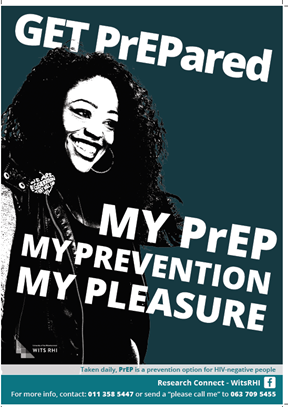 GET PrEPared
MY PrEP
MY PREVENTION
MY PLEASURE
WITS RHI
Taken daily, PrEP is a prevention option for HIV-negative people
Research Connect - WitsRHI f
For more info, contact: 011 358 5447 or send a "please call me" to 063 709 5455